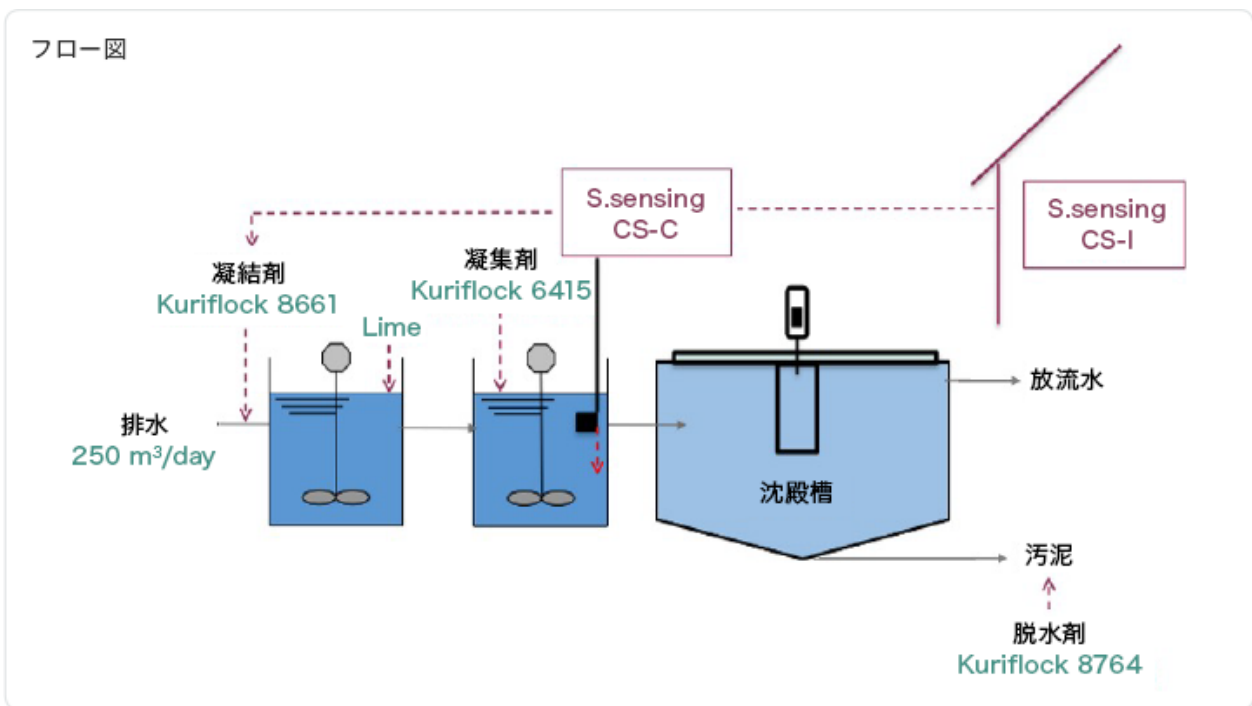 フロー図
S.sensing
CS-C
S.sensing
CS-I
凝結剤
Kuriflock 8661
凝集剤
Kuriflock 6415
Lime
排水
250 m³/day
沈殿槽
放流水
汚泥
脱水剤
Kuriflock 8764